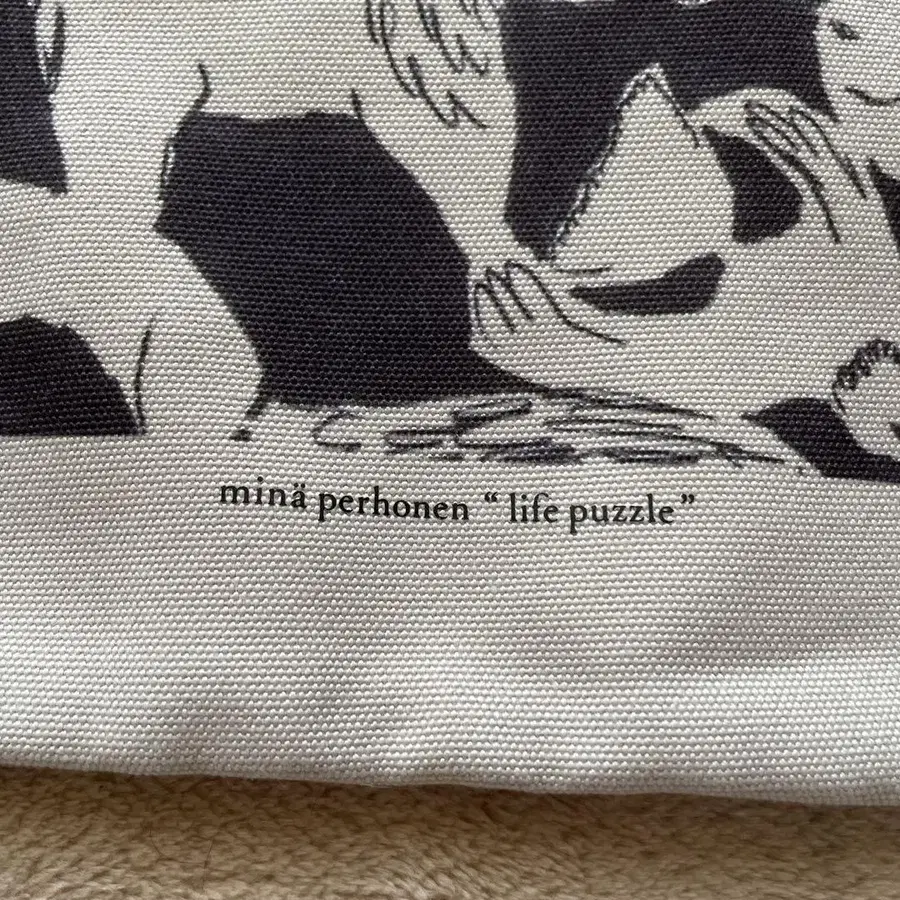 minä perhonen “ life puzzle”